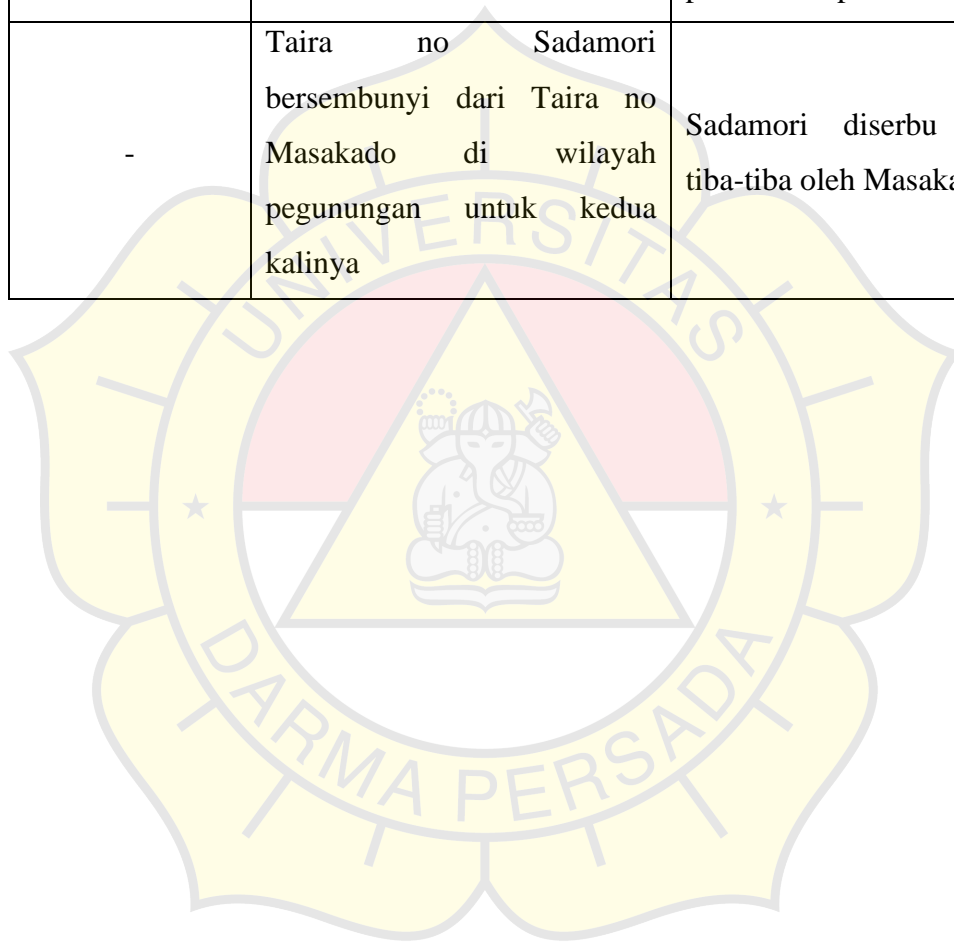 -
Taira no Sadamori
bersembunyi dari Taira no
Masakado di wilayah
pegunungan untuk kedua
kalinya
Sadamori diserbu
tiba-tiba oleh
UNIVERSITAS
DARMA PERSADA